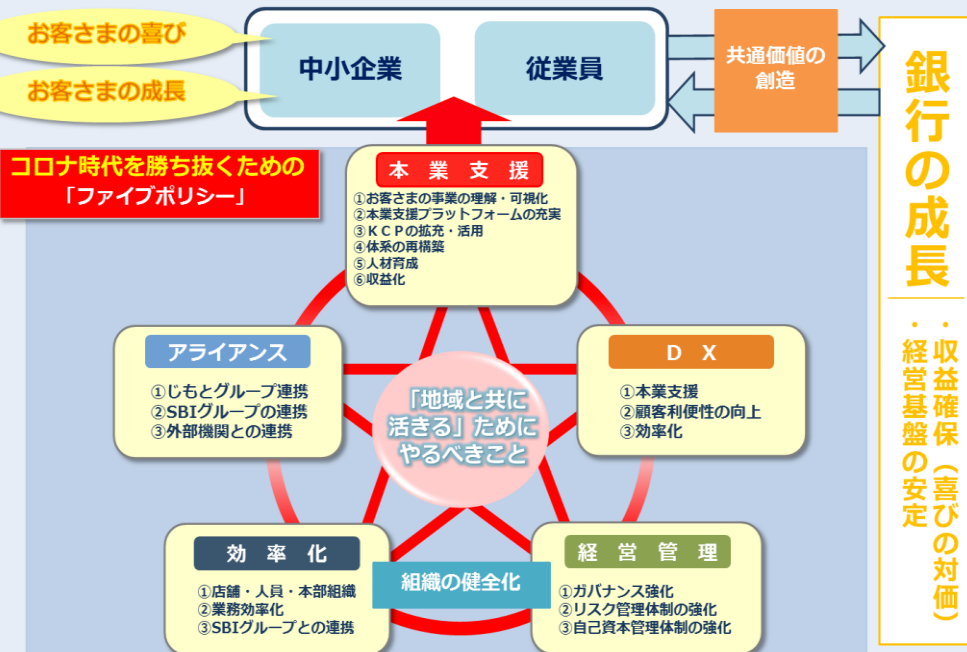 お客さまの喜び
お客さまの成長
中小企業
従業員
共通価値の
創造
銀行の成長
・収益確保(喜びの対価)
・経営基盤の安定
コロナ時代を勝ち抜くための
「ファイブポリシー」
本業支援
①お客さまの事業の理解・可視化
②本業支援プラットフォームの充実
③KCPの拡充・活用
④体系の再構築
⑤人材育成
⑥収益化
アライアンス
①じもとグループ連携
②SBIグループの連携
③外部機関との連携
「地域と共に
活きる」ために
やるべきこと
DX
①本業支援
②顧客利便性の向上
③効率化
効率化
①店舗・人員・本部組織
②業務効率化
③SBIグループとの連携
組織の健全化
経営管理
①ガバナンス強化
②リスク管理体制の強化
③自己資本管理体制の強化